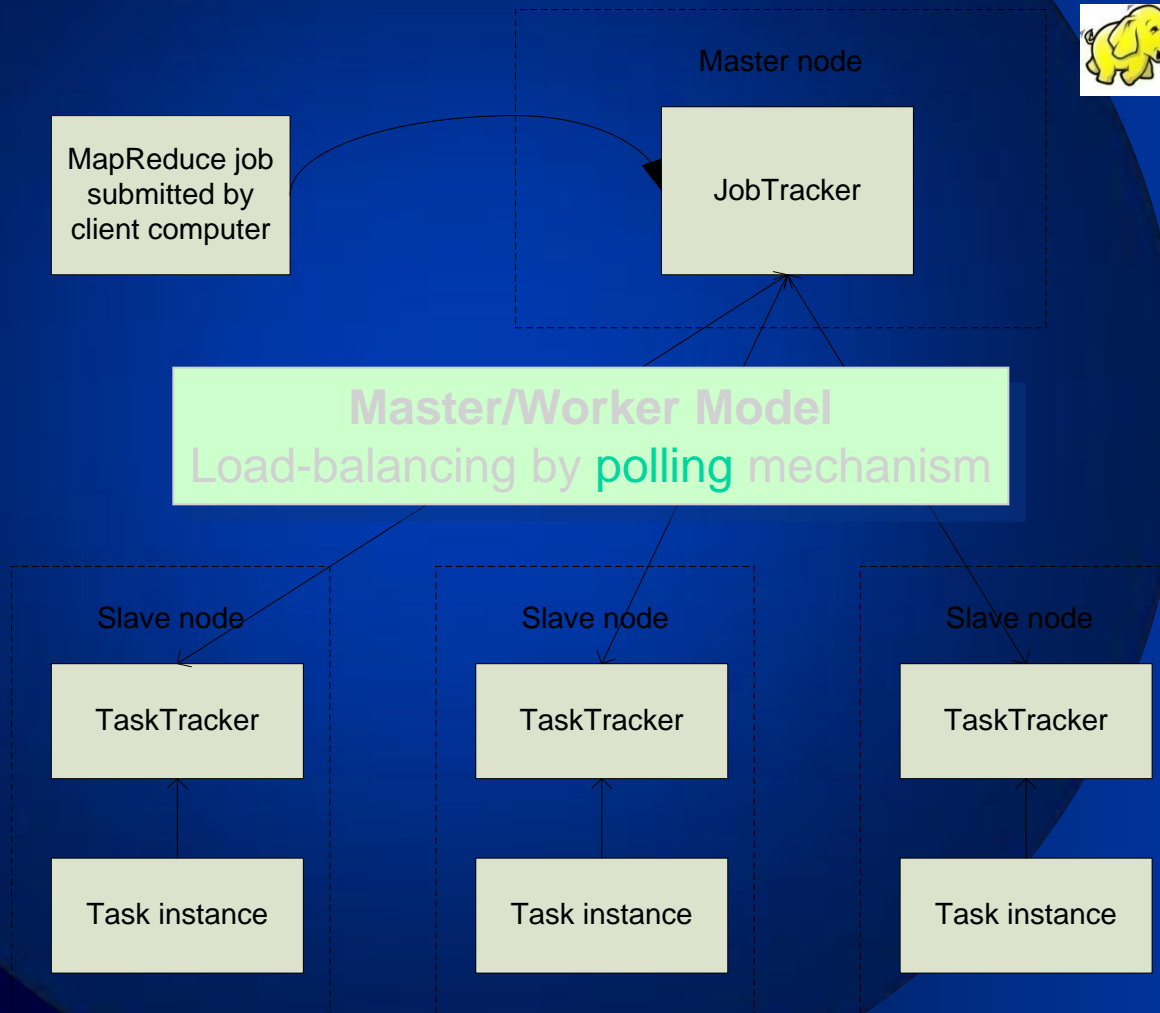 Master node
MapReduce job
submitted by
client computer
JobTracker
Master/Worker Model
Load-balancing by polling mechanism
Slave node
Slave node
Slave node
TaskTracker
TaskTracker
TaskTracker
Task instance
Task instance
Task instance